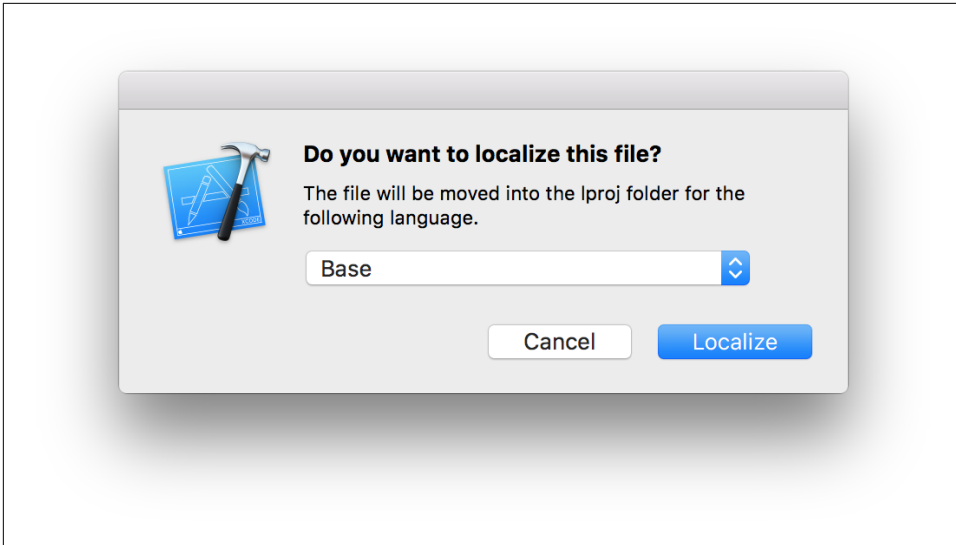 Do you want to localize this file?
The file will be moved into the lproj folder for the
following language.
Base
Cancel
Localize
XCODE